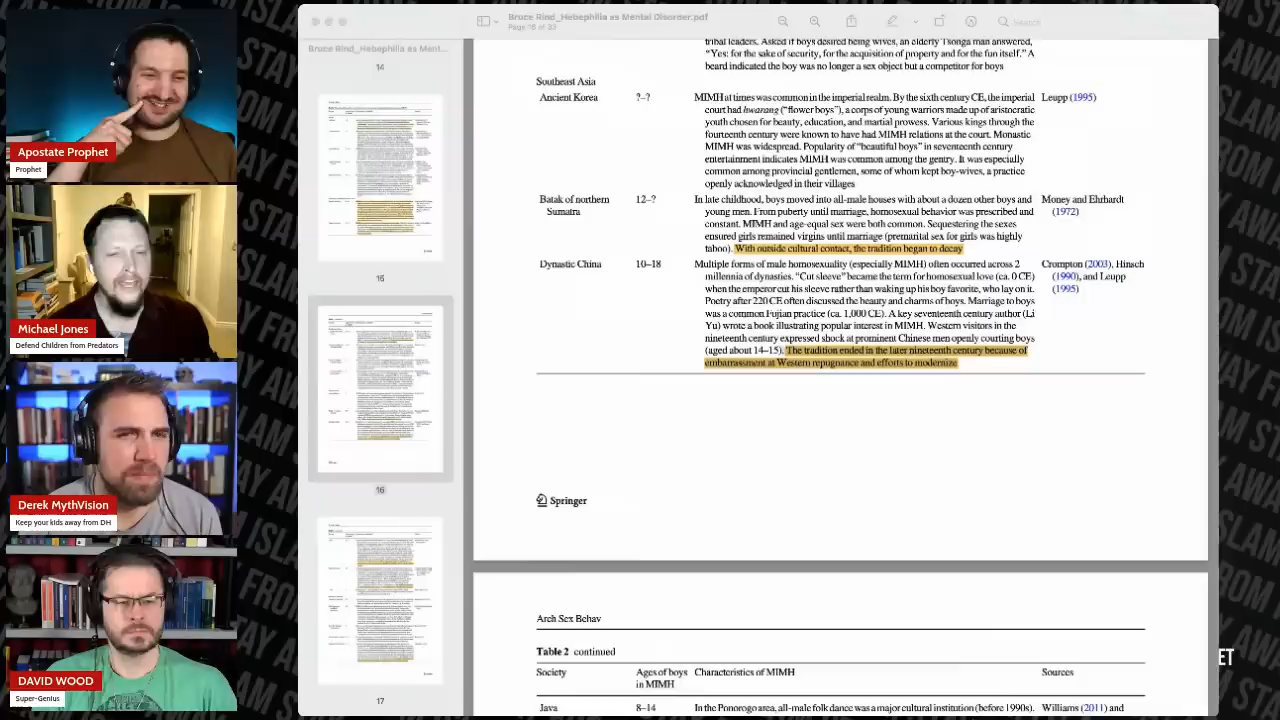 Apostate Prophet
Prophet
Michael Jones
Defend Children from Predators
Derek MythVision
Keep your kids away from DH
DAVID WOOD
Super-Genius
Bruce Rind_Hebephilia as Mental Disorder.pdf
Page 15 of 33
Search
Bruce Rind_Hebephilia as Ment...
14
15
16
17
tribal leaders. Asked if boys desired being wives, an elderly Tsonga man answered,
“Yes: for the sake of security, for the acquisition of property and for the fun itself.” A
beard indicated the boy was no longer a sex object but a competitor for boys
Southeast Asia
Ancient Korea ?–? MIMH at times was common in the imperial realm. By the sixth century CE, the imperial Leupp (1995)
court had hwarang (“flower boys”), a corps of young warriors made up of aristocratic
youth chosen for beauty, education, and martial prowess. Various kings through the
fourteenth century were known to have had MIMH relations at the court. Monastic
MIMH was widespread. Popularity of “beautiful boys” in seventeenth century
entertainment indicates MIMH was common among the gentry. It was especially
common among provincial gentlemen, some of whom kept boy-wives, a practice
openly acknowledged in their villages
Batak of northern 12–? In late childhood, boys moved into all-male houses with about a dozen other boys and Money and Ehrhardt
Sumatra young men. From puberty until marriage, homosexual behavior was prescribed and (1972)
constant. MIMH and age-equal sex were both common. Sequestering the sexes
ensured girls remained virgins until marriage (premarital sex for girls was highly
taboo). With outside cultural contact, the tradition began to decay
Dynastic China 10–18 Multiple forms of male homosexuality (especially MIMH) often occurred across 2 Crompton (2003), Hinsch
millennia of dynasties. “Cut sleeve” became the term for homosexual love (ca. 0 CE) (1990), and Leupp
when the emperor cut his sleeve rather than waking up his boy favorite, who lay on it. (1995)
Poetry after 220 CE often discussed the beauty and charms of boys. Marriage to boys
was a common Fujian practice (ca. 1,000 CE). A key seventeenth century author (Li
Yu) wrote a book illustrating popular interest in MIMH. Western visitors in the
nineteenth century expressed shock at prominent Chinese men openly courting boys
(aged about 14–15). The tradition ended in the later nineteenth century because of
embarrassment at Western repugnance and efforts to modernize
Springer
Arch Sex Behav
Table 2 continued
Society Ages of boys Characteristics of MIMH Sources
in MIMH
Java 8–14 In the Ponorogo area, all-male folk dance was a major cultural institution (before 1990s). Williams (2011) and